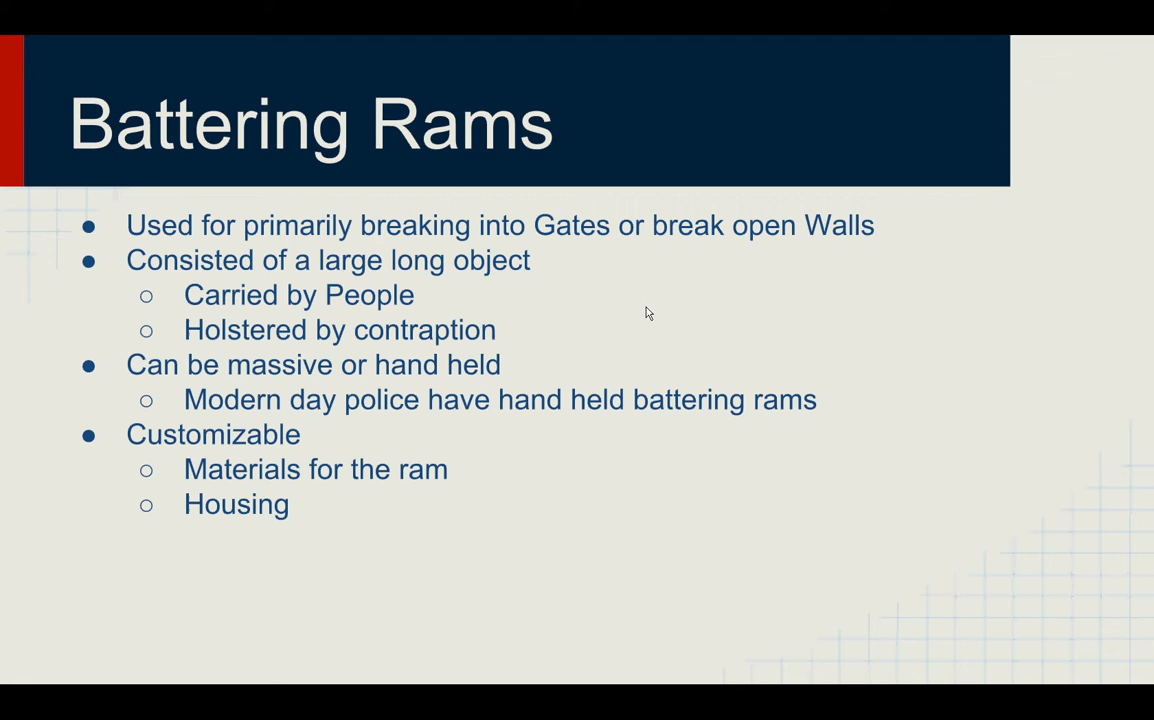 Battering Rams
● Used for primarily breaking into Gates or break open Walls
● Consisted of a large long object
○ Carried by People
○ Holstered by contraption
● Can be massive or hand held
○ Modern day police have hand held battering rams
● Customizable
○ Materials for the ram
○ Housing